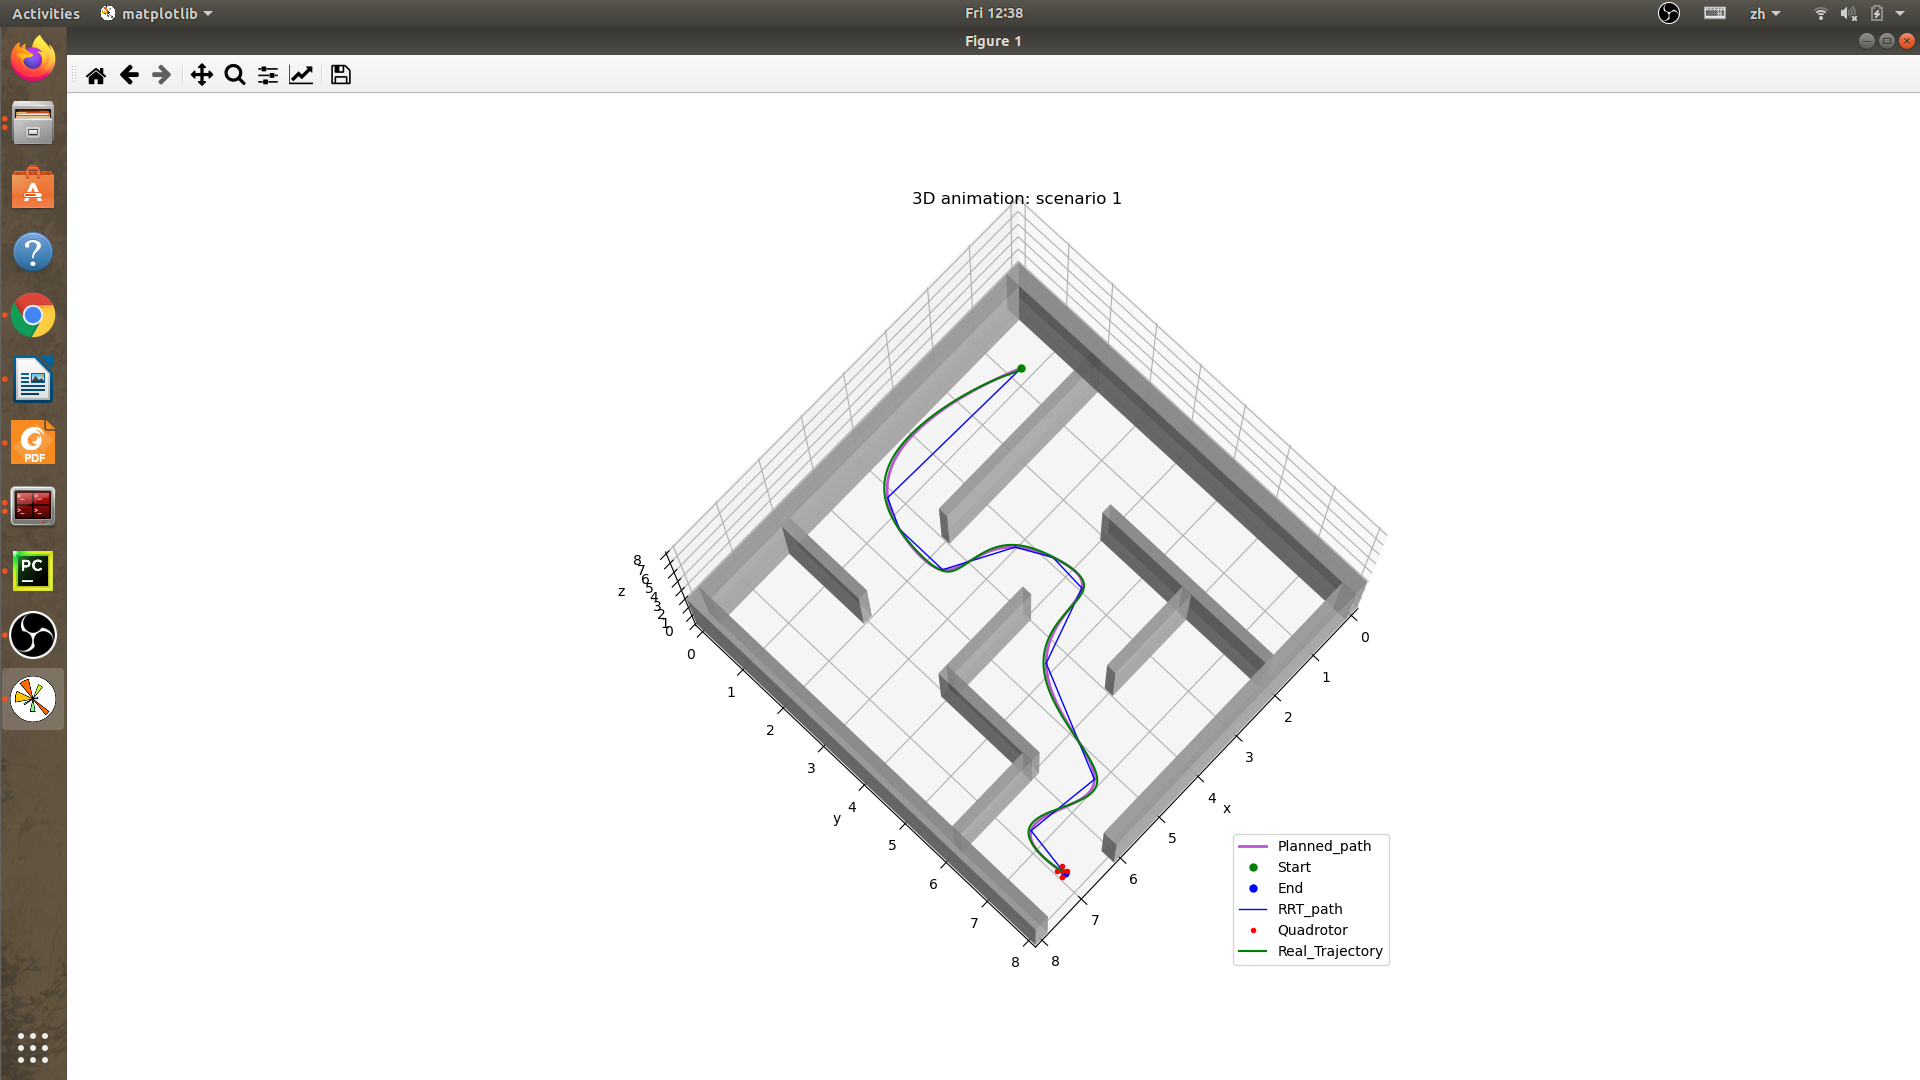 Activities
matplotlib
Fri 12:38
zh
Figure 1
3D animation: scenario 1
8
7
6
5
4
3
2
1
0
z
0
1
2
3
4
5
6
7
8
y
0
1
2
3
4
5
6
7
8
x
Planned_path
Start
End
RRT_path
Quadrotor
Real_Trajectory
PDF
PC